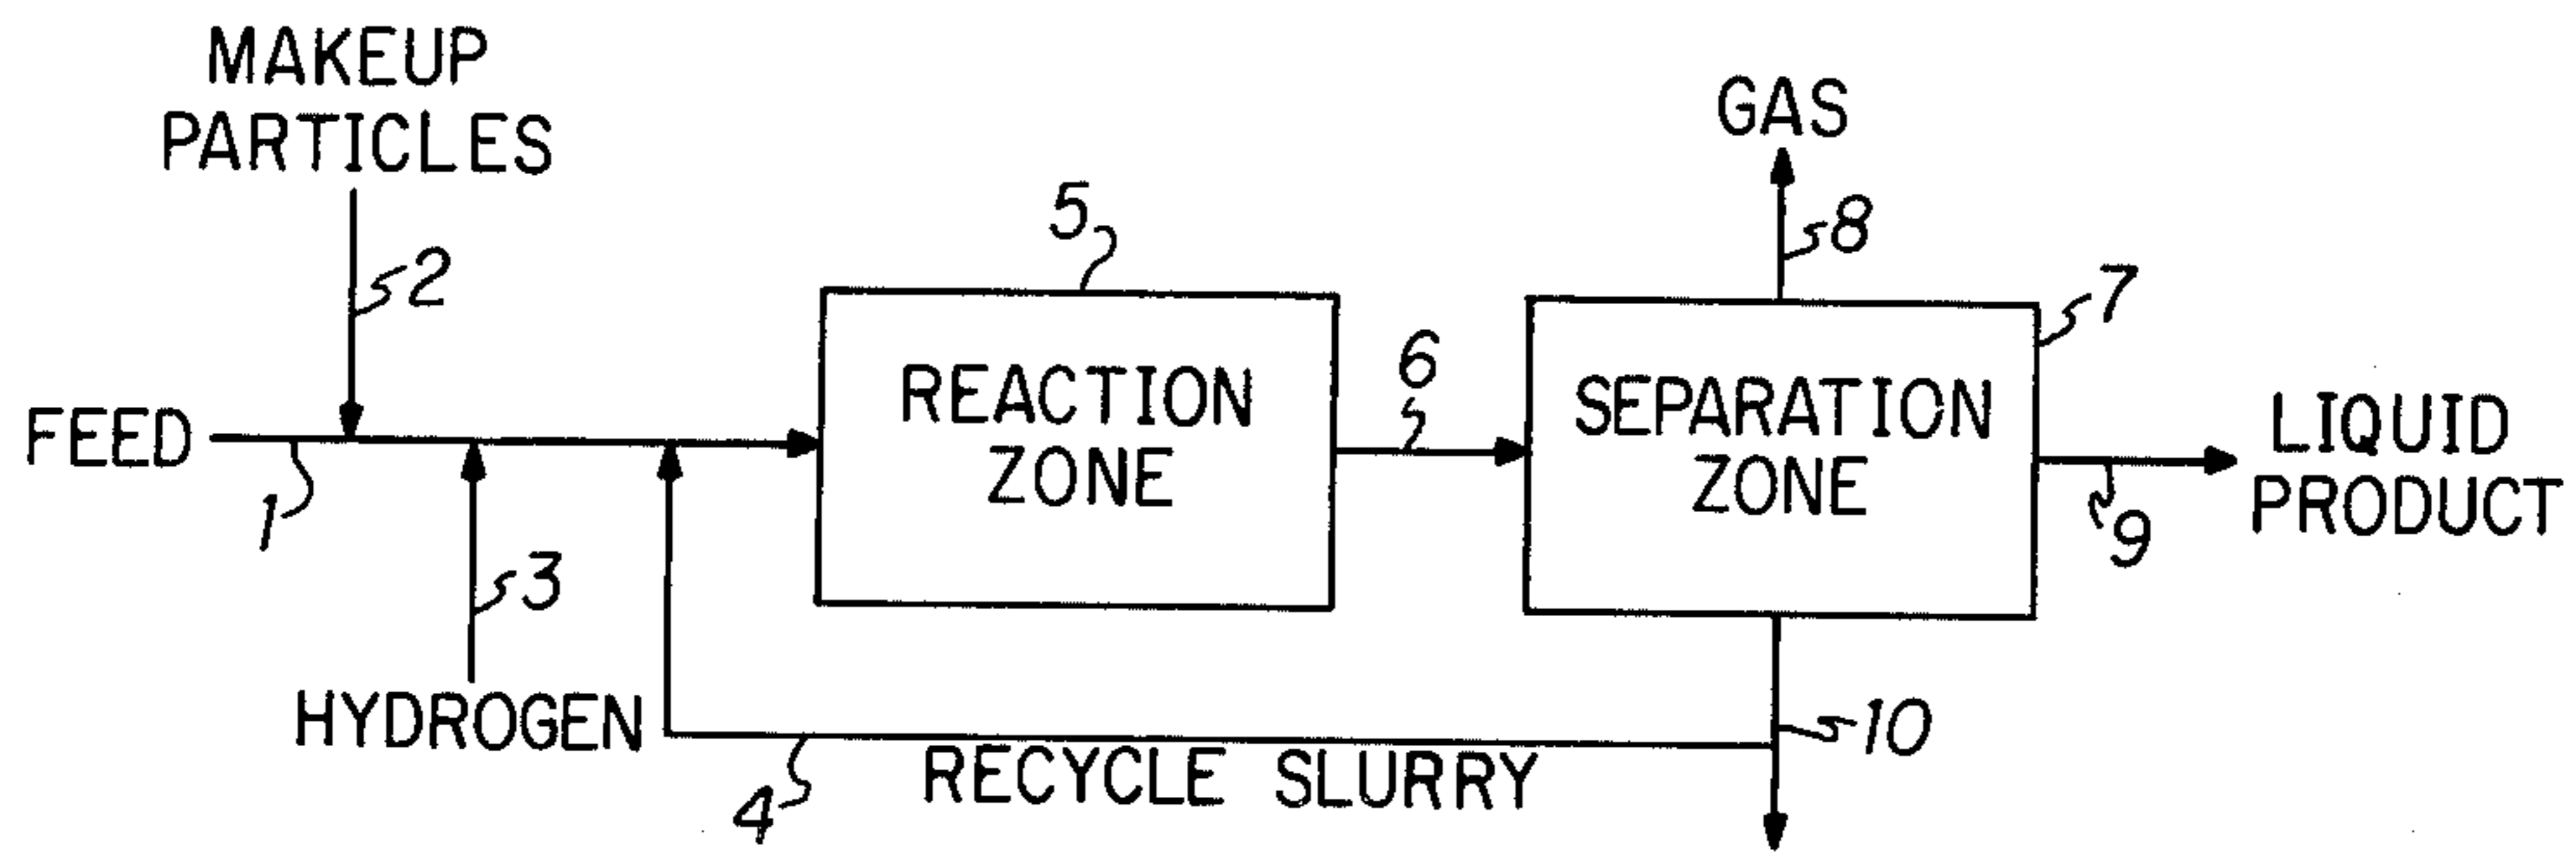 MAKEUP
PARTICLES
GAS
5
8
2
7
6
REACTION
ZONE
SEPARATION
ZONE
FEED
LIQUID
PRODUCT
1
3
9
HYDROGEN
10
RECYCLE SLURRY
4